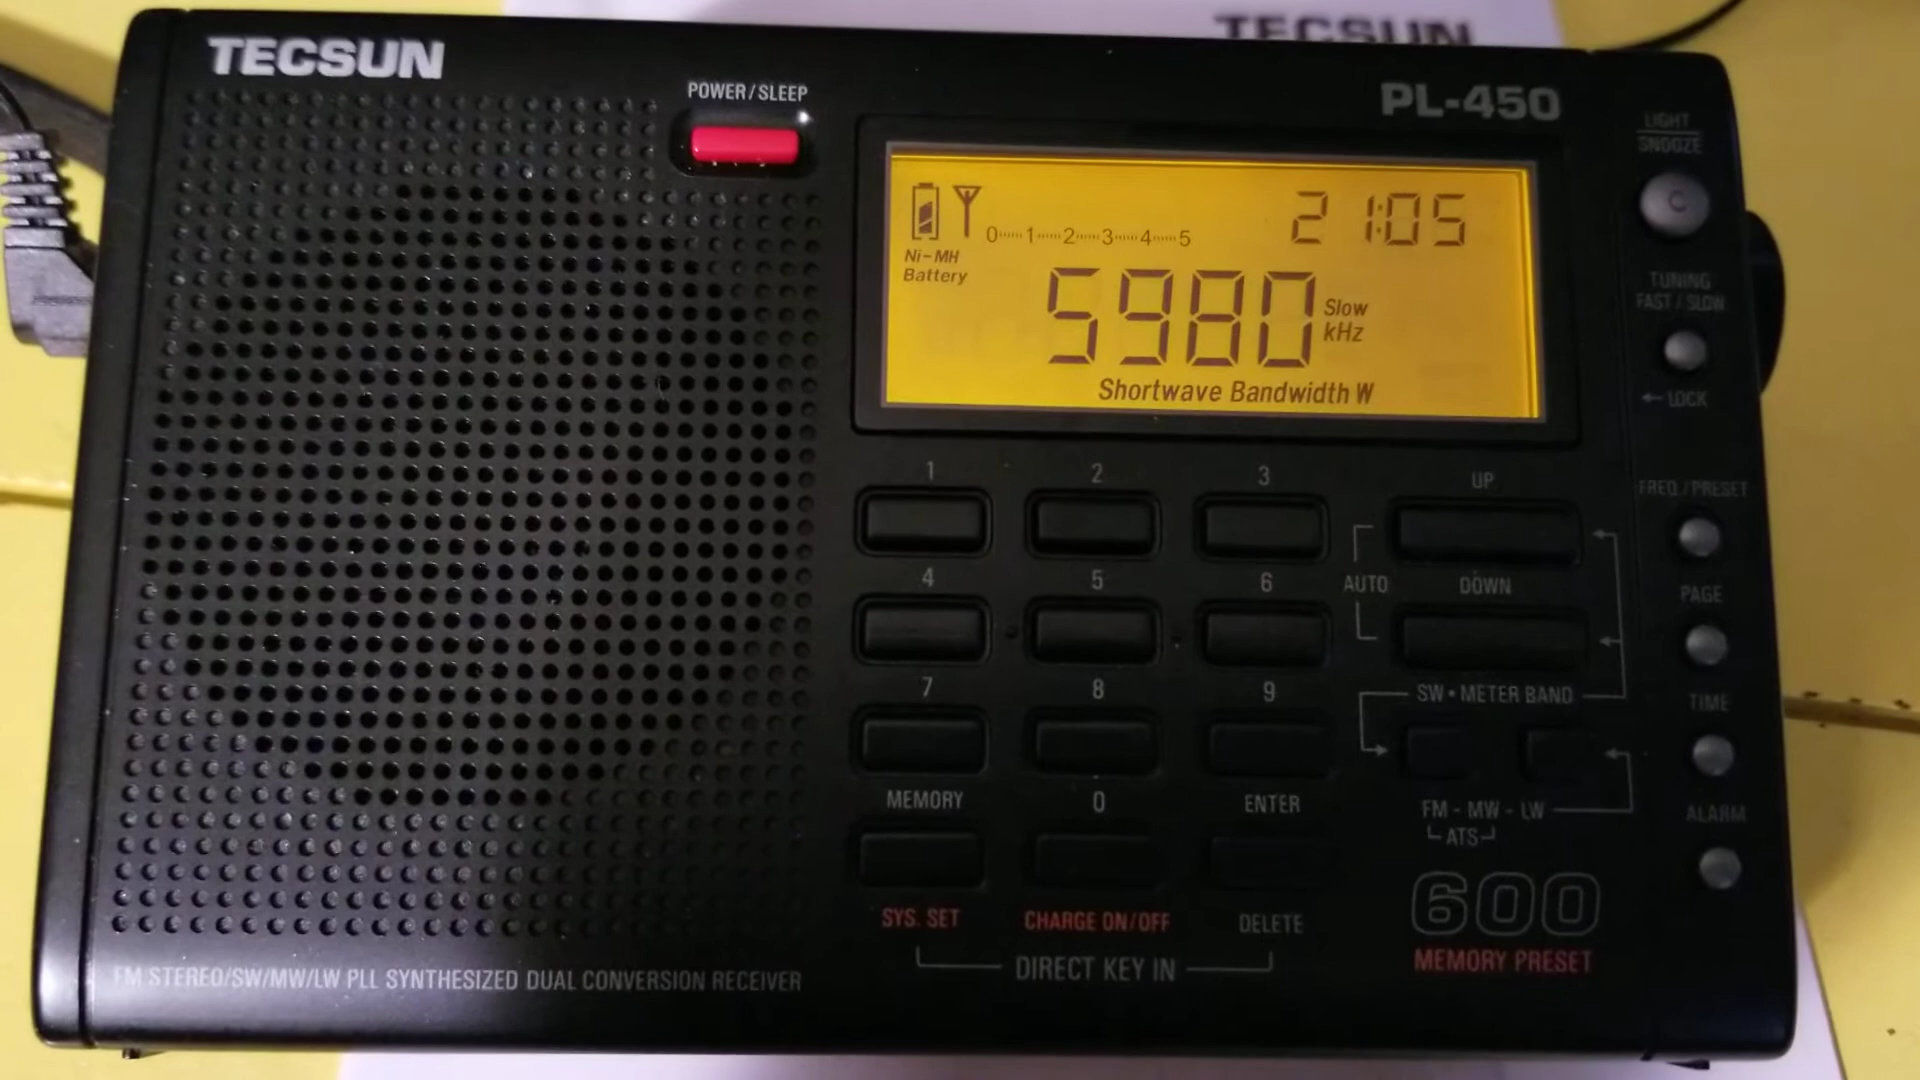 TECSUN
TECSUN
POWER/SLEEP
PL-450
LIGHT
SNOOZE
21:05
0 1 2 3 4 5
Ni-MH
Battery
5980
Slow
kHz
Shortwave Bandwidth W
TUNING
FAST / SLOW
← LOCK
1 2 3 UP
FREQ./PRESET
4 5 6 AUTO DOWN
PAGE
7 8 9 SW • METER BAND
TIME
MEMORY 0 ENTER FM - MW - LW
ATS
ALARM
600
SYS. SET CHARGE ON/OFF DELETE
MEMORY PRESET
DIRECT KEY IN
FM STEREO/SW/MW/LW PLL SYNTHESIZED DUAL CONVERSION RECEIVER